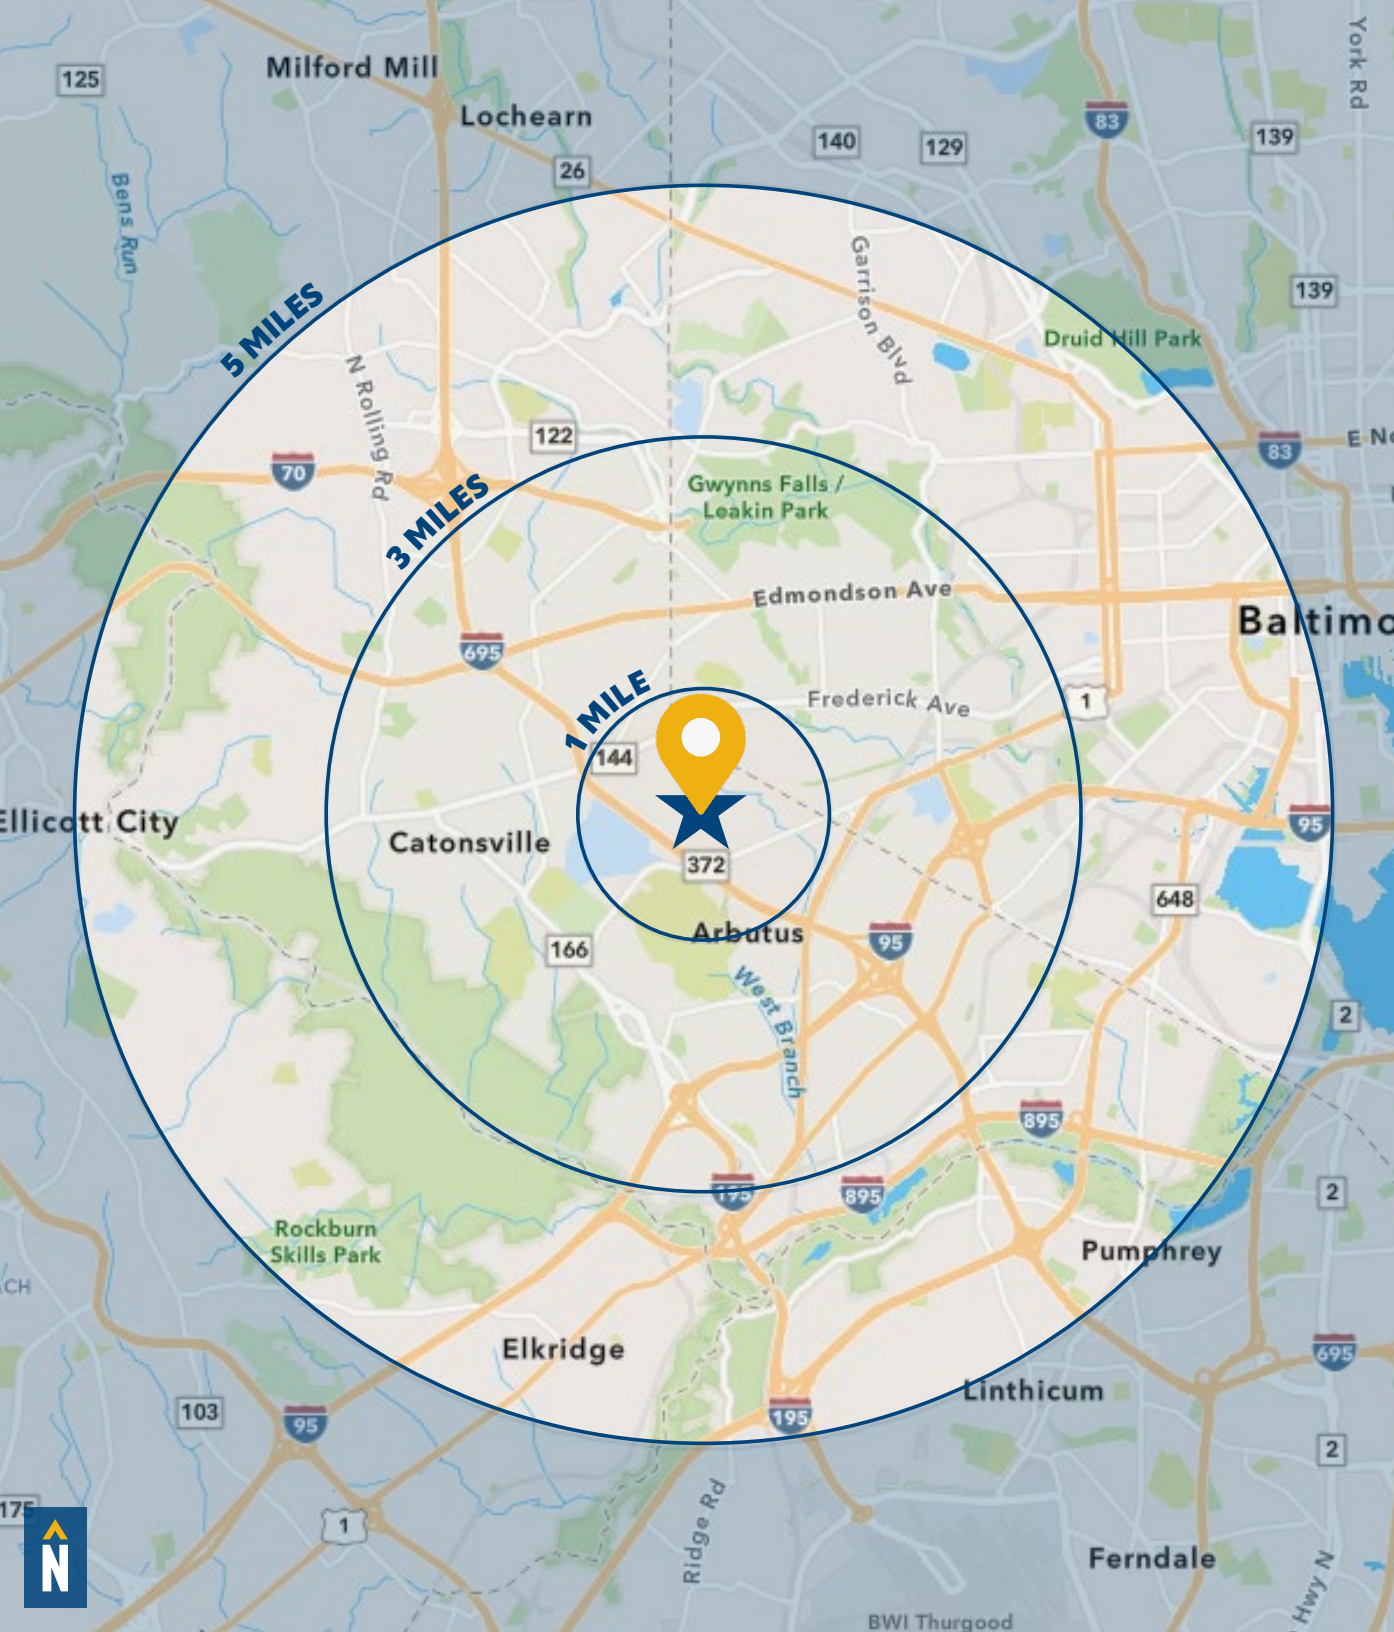 Milford Mill
125
Lochearn
York Rd
83
140
129
139
26
Bens Run
Garrison Blvd
139
5 MILES
Druid Hill Park
N Rolling Rd
122
83
70
3 MILES
Gwynns Falls /
Leakin Park
Edmondson Ave
695
1 MILE
Frederick Ave
1
144
Ellicott City
95
Catonsville
372
648
Arbutus
95
166
West Branch
2
895
195
895
2
Rockburn
Skills Park
Pumphrey
Elkridge
695
Linthicum
103
95
195
2
175
1
Ridge Rd
N
Ferndale
Hwy N
BWI Thurgood